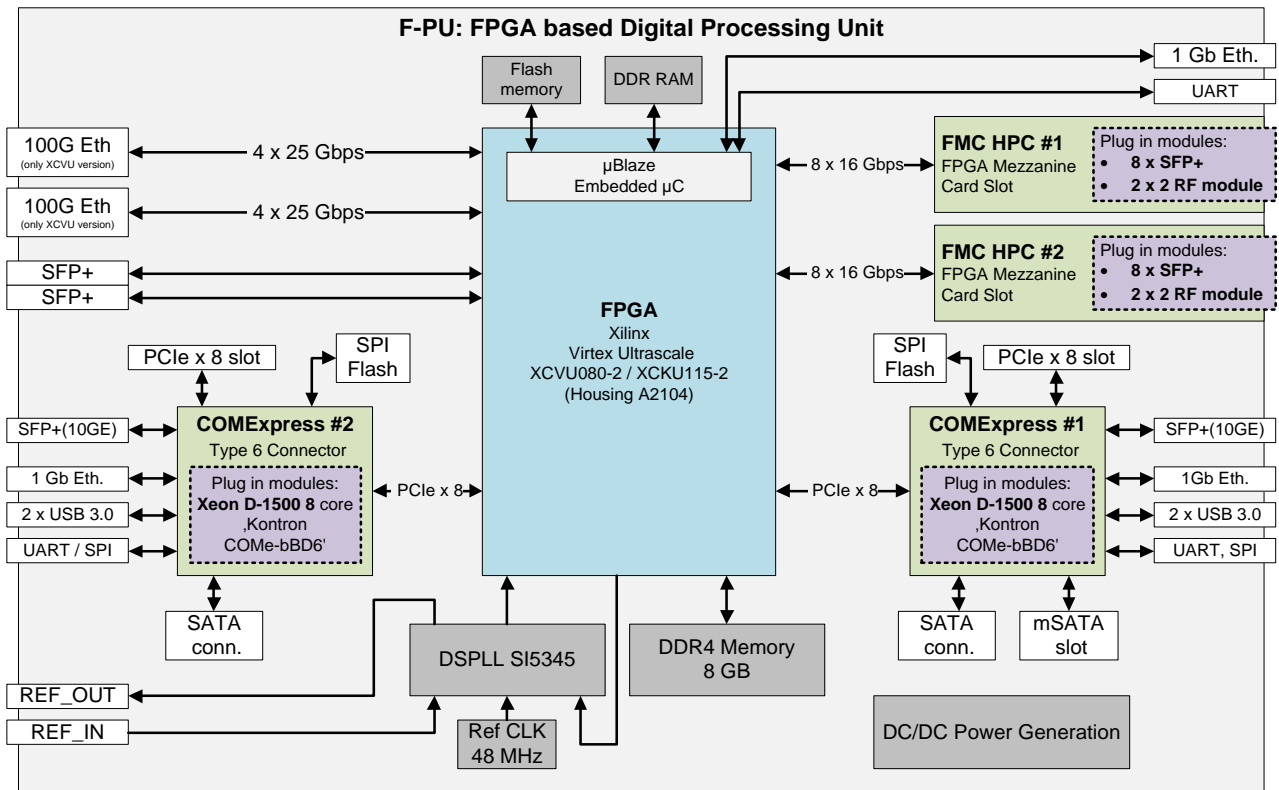 F-PU: FPGA based Digital Processing Unit
Flash
memory
DDR RAM
1 Gb Eth.
UART
100G Eth
(only XCVU version)
4 x 25 Gbps
100G Eth
(only XCVU version)
4 x 25 Gbps
SFP+
SFP+
µBlaze
Embedded µC
8 x 16 Gbps
FMC HPC #1
FPGA Mezzanine
Card Slot
Plug in modules:
• 8 x SFP+
• 2 x 2 RF module
8 x 16 Gbps
FMC HPC #2
FPGA Mezzanine
Card Slot
Plug in modules:
• 8 x SFP+
• 2 x 2 RF module
FPGA
Xilinx
Virtex Ultrascale
XCVU080-2 / XCKU115-2
(Housing A2104)
PCIe x 8 slot
SPI
Flash
SFP+(10GE)
1 Gb Eth.
2 x USB 3.0
UART / SPI
COMExpress #2
Type 6 Connector
Plug in modules:
Xeon D-1500 8 core
‚Kontron
COMe-bBD6'
PCIe x 8
SATA
conn.
SPI
Flash
PCIe x 8 slot
PCIe x 8
COMExpress #1
Type 6 Connector
Plug in modules:
Xeon D-1500 8 core
‚Kontron
COMe-bBD6'
SFP+(10GE)
1Gb Eth.
2 x USB 3.0
UART, SPI
SATA
conn.
mSATA
slot
DSPLL SI5345
DDR4 Memory
8 GB
REF_OUT
REF_IN
Ref CLK
48 MHz
DC/DC Power Generation